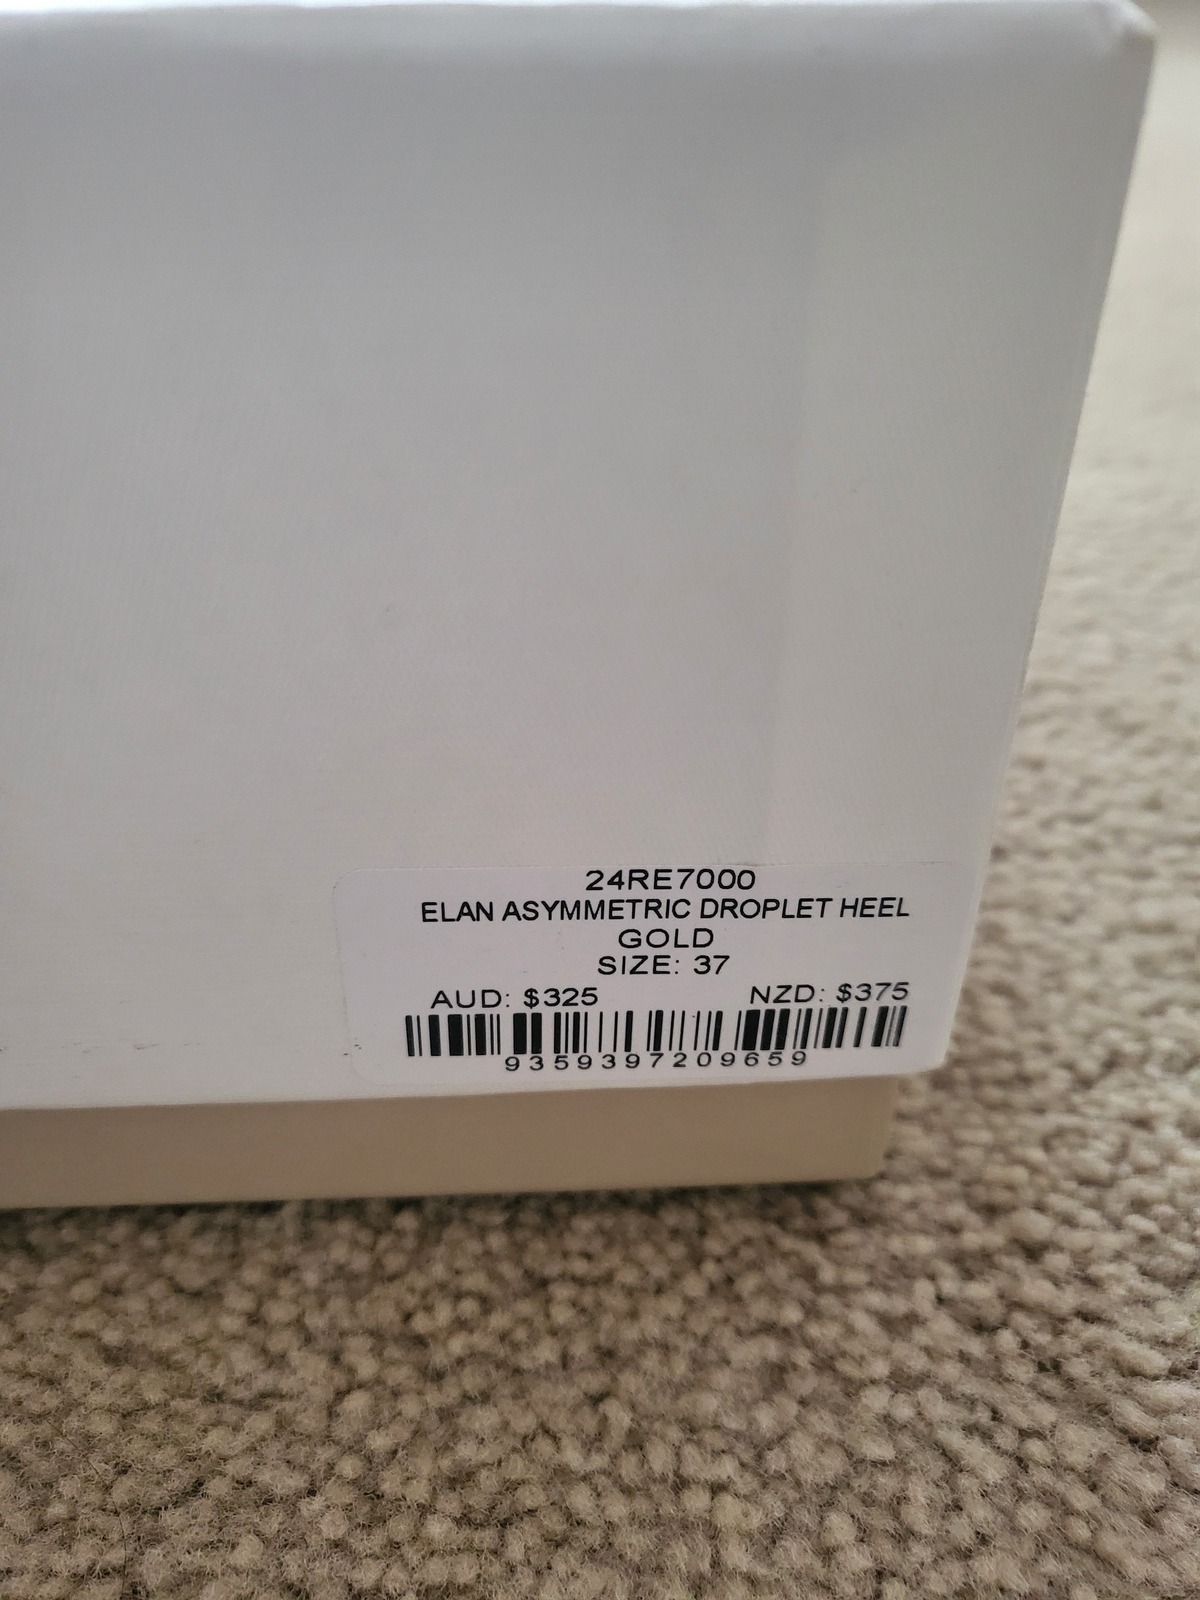 24RE7000
ELAN ASYMMETRIC DROPLET HEEL
GOLD
SIZE: 37
AUD: $325 NZD: $375
9359397209659